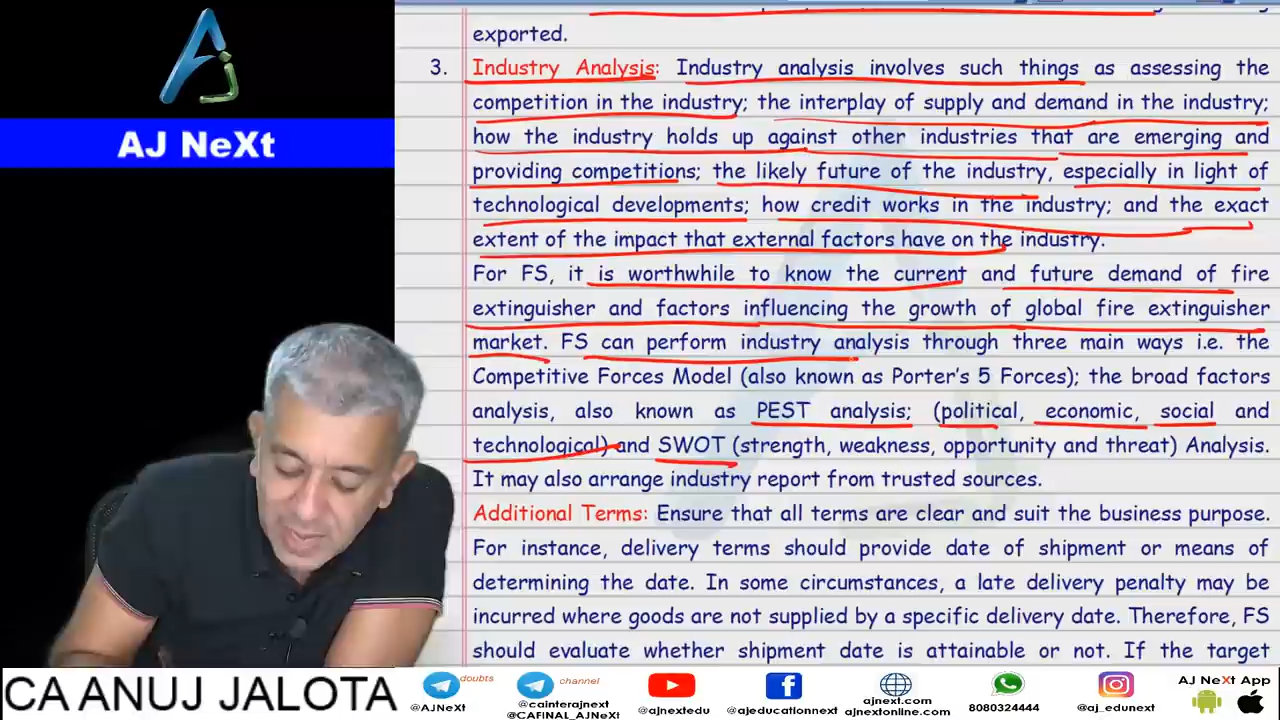 exported.
3. Industry Analysis: Industry analysis involves such things as assessing the
competition in the industry; the interplay of supply and demand in the industry;
how the industry holds up against other industries that are emerging and
providing competitions; the likely future of the industry, especially in light of
technological developments; how credit works in the industry; and the exact
extent of the impact that external factors have on the industry.
For FS, it is worthwhile to know the current and future demand of fire
extinguisher and factors influencing the growth of global fire extinguisher
market. FS can perform industry analysis through three main ways i.e. the
Competitive Forces Model (also known as Porter's 5 Forces); the broad factors
analysis, also known as PEST analysis; (political, economic, social and
technological) and SWOT (strength, weakness, opportunity and threat) Analysis.
It may also arrange industry report from trusted sources.
Additional Terms: Ensure that all terms are clear and suit the business purpose.
For instance, delivery terms should provide date of shipment or means of
determining the date. In some circumstances, a late delivery penalty may be
incurred where goods are not supplied by a specific delivery date. Therefore, FS
should evaluate whether shipment date is attainable or not. If the target
AJ NeXt
CA ANUJ JALOTA
doubts
@AJNeXt
channel
@cainterajnext
@CAFINAL_AJNeXt
@ajnextedu
@ajeducationnext
ajnext.com
ajnextonline.com
8080324444
@aj_edunext
AJ NeXt App